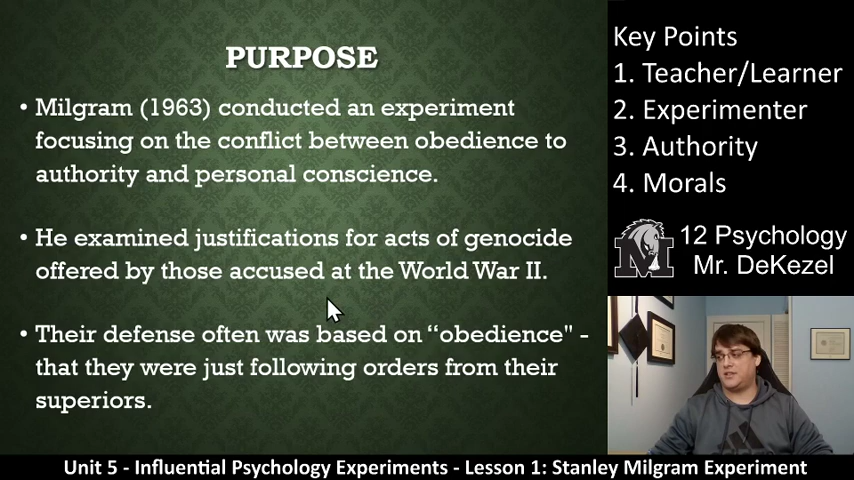 PURPOSE
• Milgram (1963) conducted an experiment
focusing on the conflict between obedience to
authority and personal conscience.
• He examined justifications for acts of genocide
offered by those accused at the World War II.
• Their defense often was based on “obedience" -
that they were just following orders from their
superiors.
Key Points
1. Teacher/Learner
2. Experimenter
3. Authority
4. Morals
M
12 Psychology
Mr. DeKezel
Unit 5 - Influential Psychology Experiments - Lesson 1: Stanley Milgram Experiment